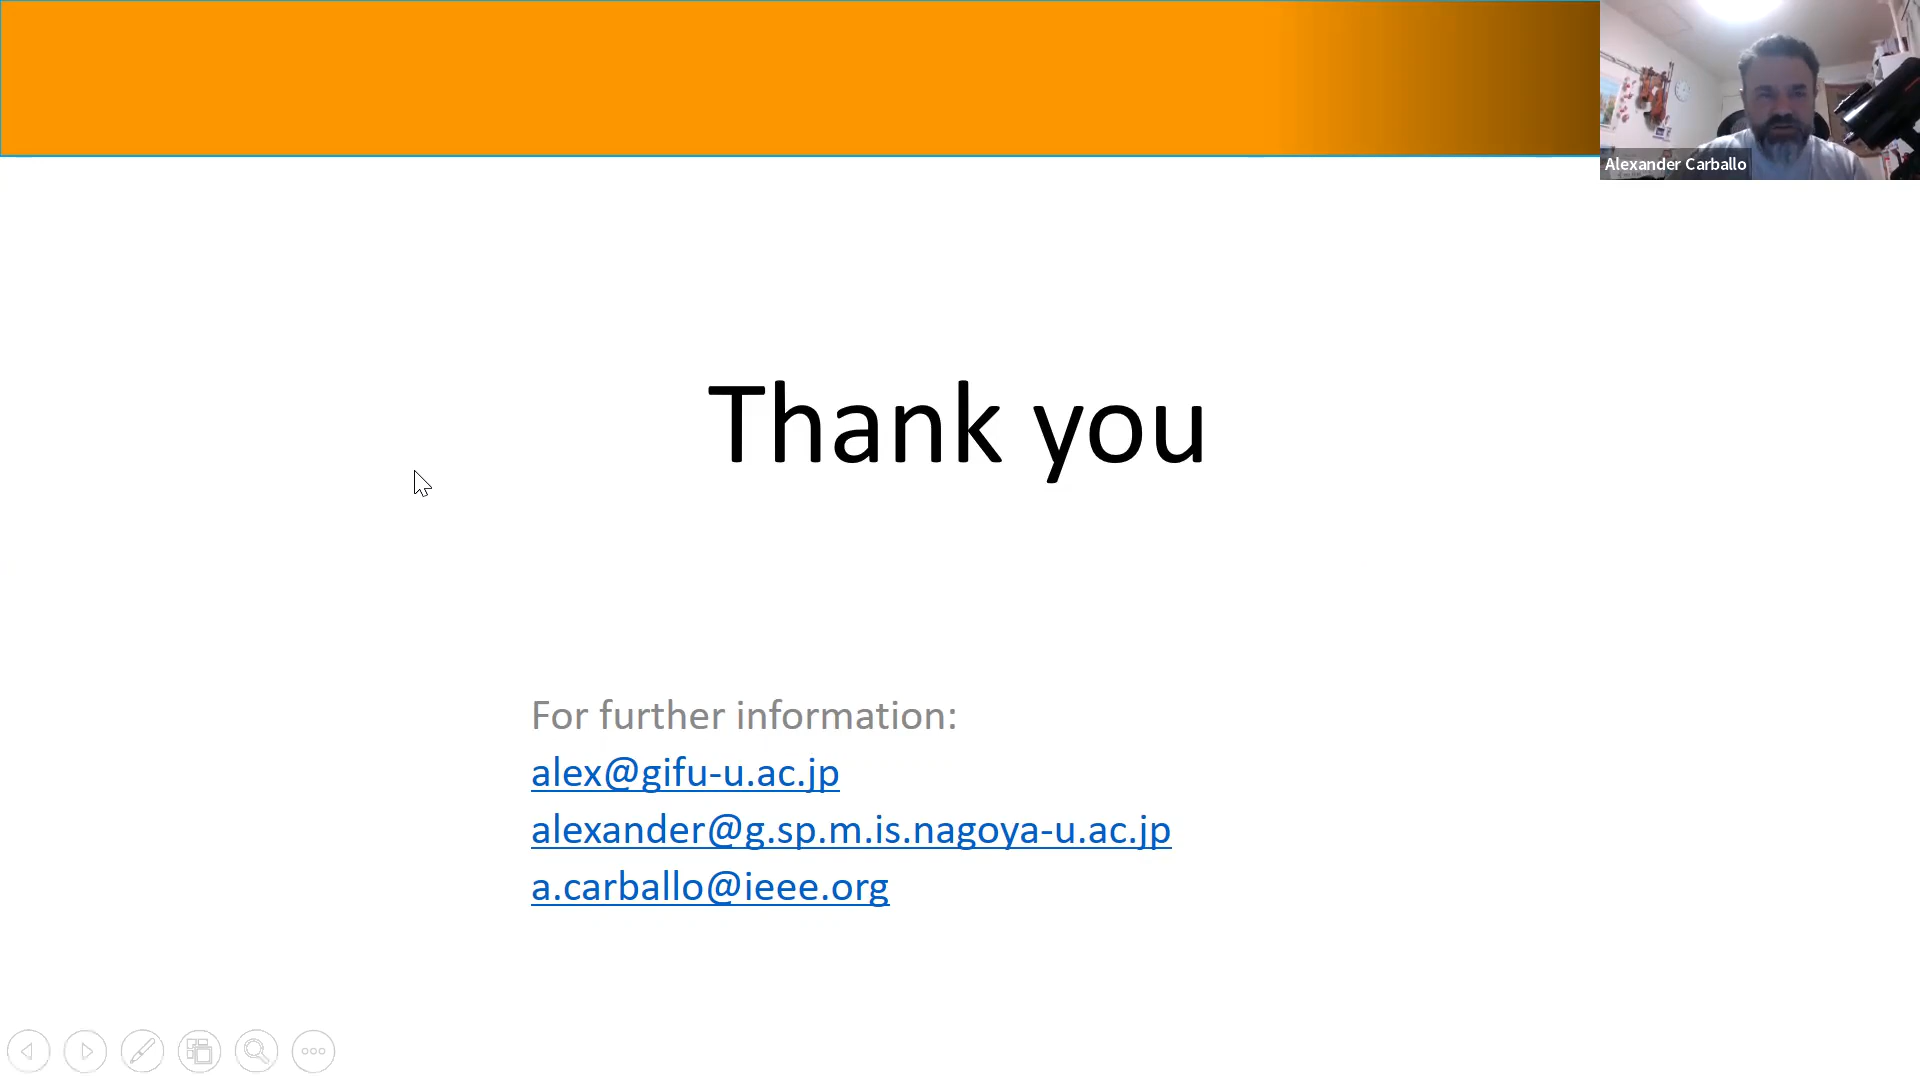 Alexander Carballo
Thank you
For further information:
alex@gifu-u.ac.jp
alexander@g.sp.m.is.nagoya-u.ac.jp
a.carballo@ieee.org